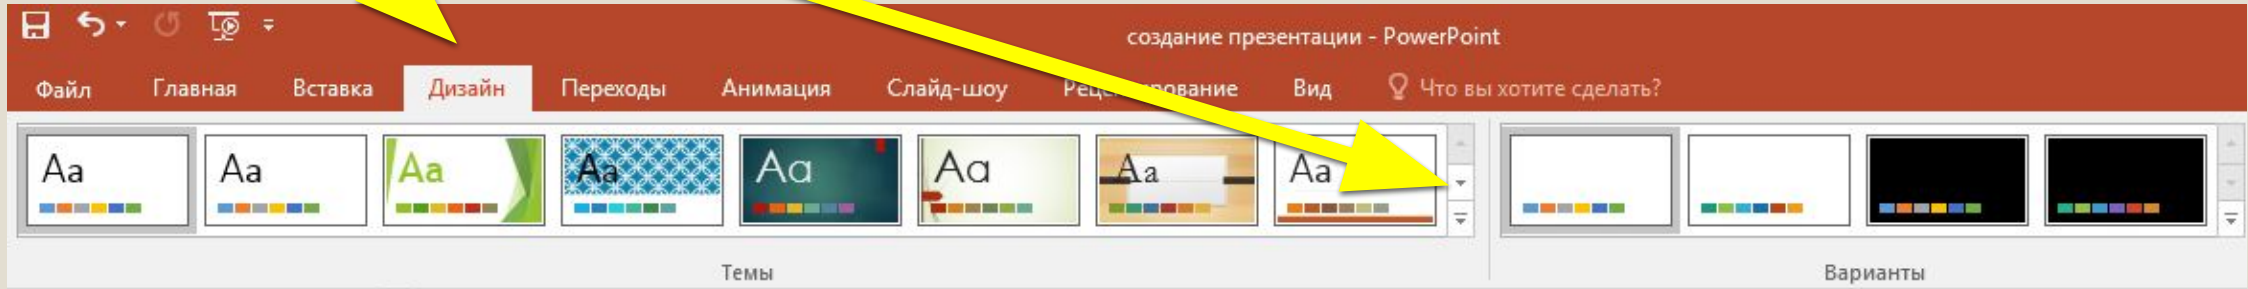 создание презентации - PowerPoint
Файл Главная Вставка Дизайн Переходы Анимация Слайд-шоу Рецензирование Вид Что вы хотите сделать?
Aa Aa Aa Aa Aa Aa Aa Aa
Темы Варианты